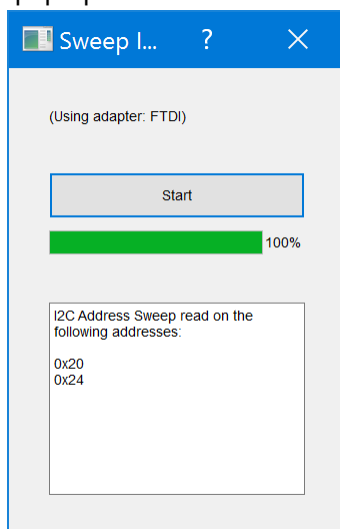 Sweep I... ?
(Using adapter: FTDI)
Start
100%
I2C Address Sweep read on the
following addresses:
0x20
0x24